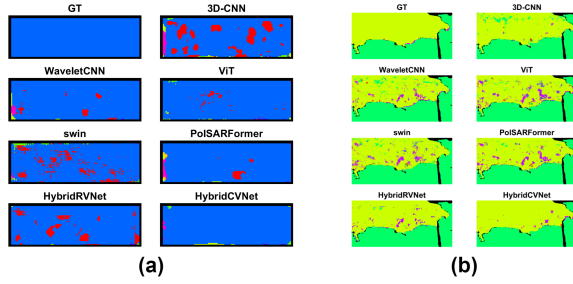 GT 3D-CNN GT 3D-CNN
WaveletCNN ViT WaveletCNN ViT
swin PolSARFormer swin PolSARFormer
HybridRVNet HybridCVNet HybridRVNet HybridCVNet
(a) (b)